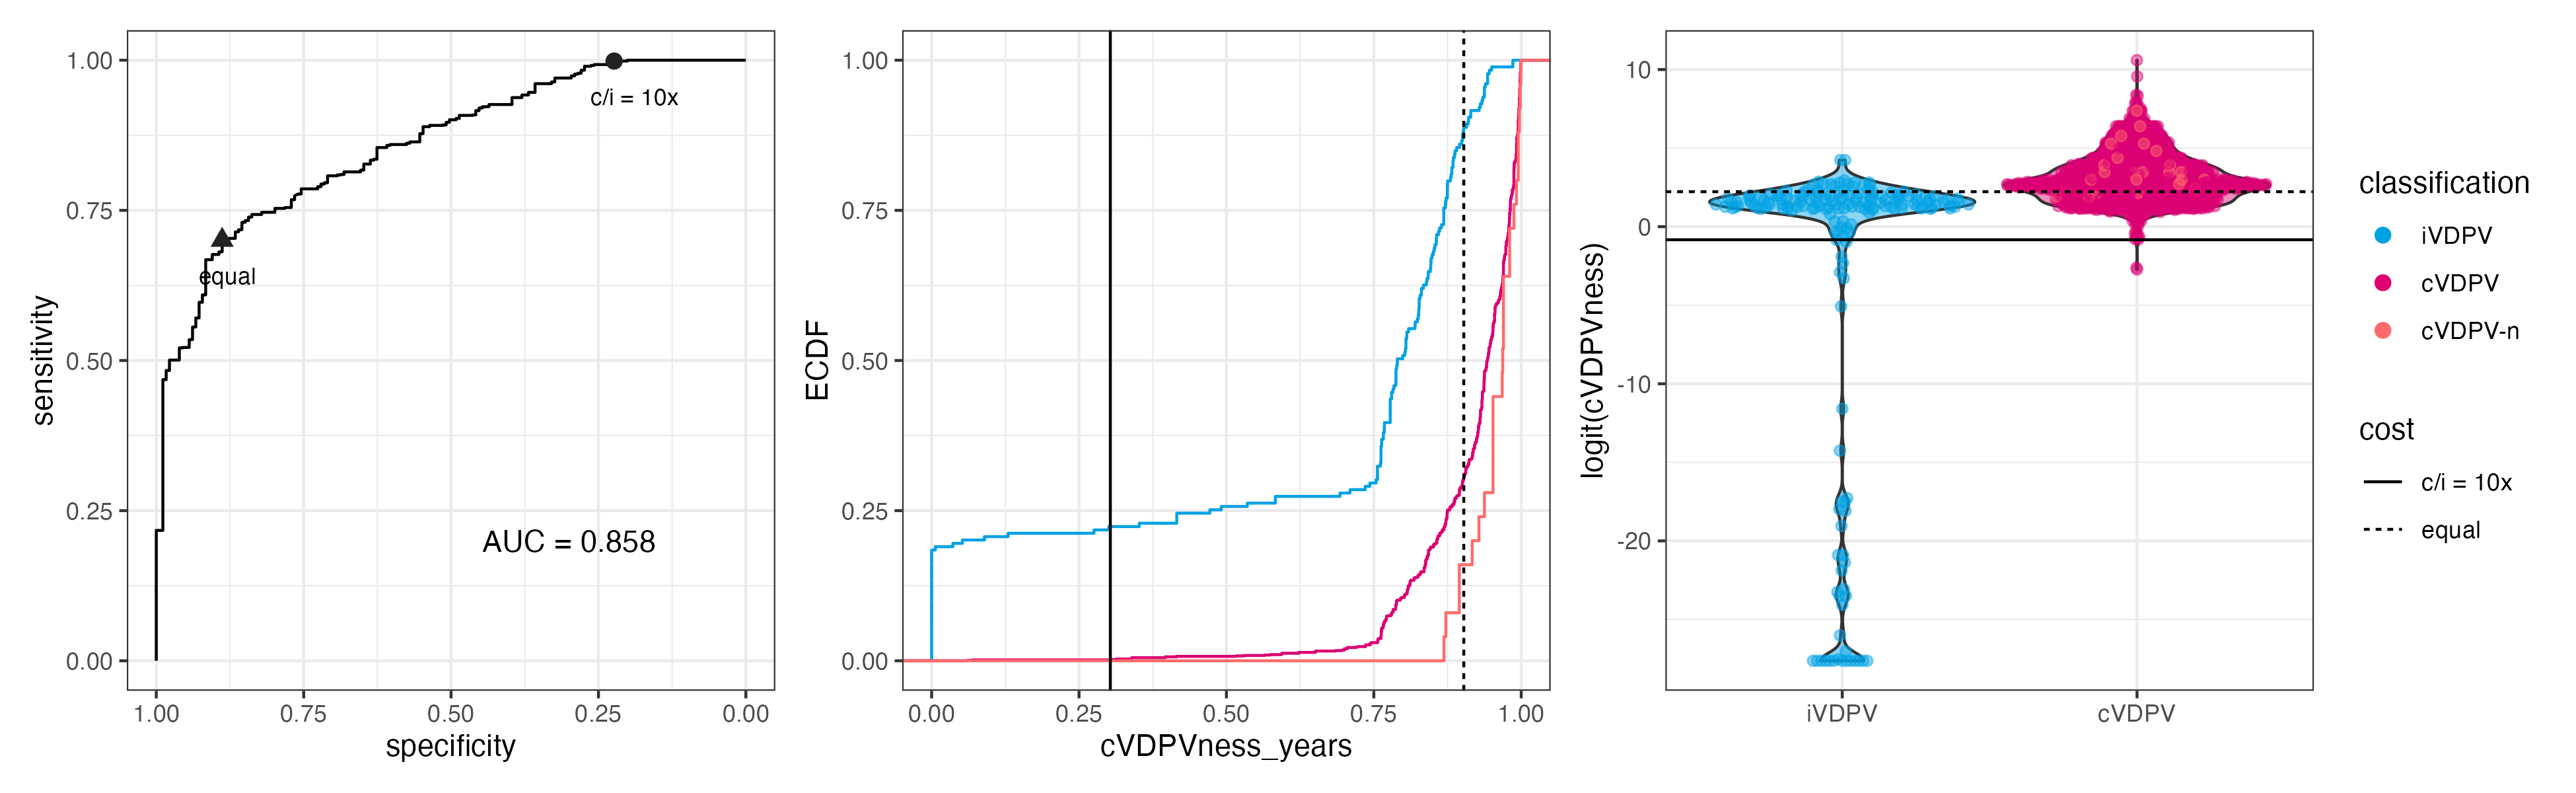 1.00
0.75
0.50
0.25
0.00
sensitivity
c/i = 10x
equal
AUC = 0.858
1.00 0.75 0.50 0.25 0.00
specificity
1.00
0.75
0.50
0.25
0.00
ECDF
0.00 0.25 0.50 0.75 1.00
cVDPVness_years
10
0
-10
-20
logit(cVDPVness)
iVDPV cVDPV
classification
iVDPV
cVDPV
cVDPV-n
cost
c/i = 10x
equal